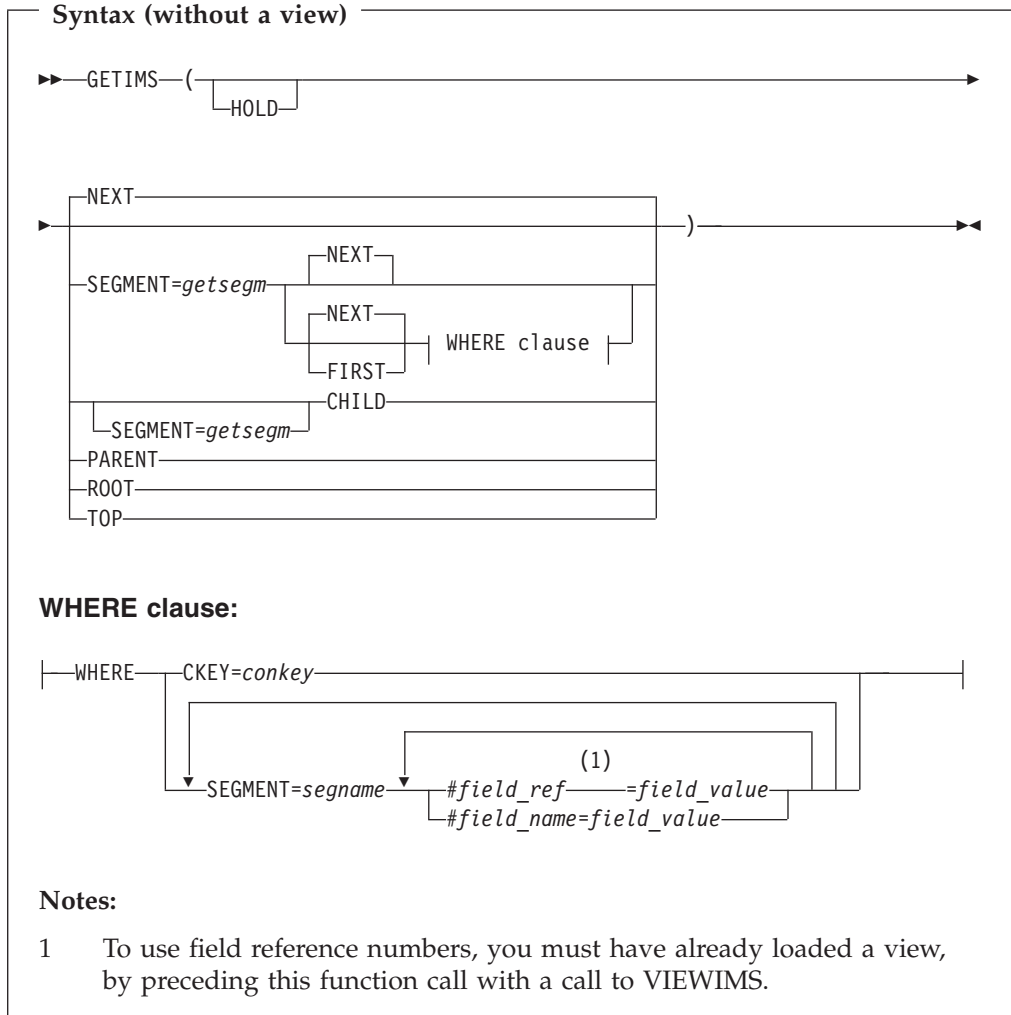 Syntax (without a view)
GETIMS (
HOLD
NEXT
)
NEXT
SEGMENT=getsegm
NEXT
WHERE clause
FIRST
CHILD
SEGMENT=getsegm
PARENT
ROOT
TOP
WHERE clause:
WHERE CKEY=conkey
(1)
SEGMENT=segname #field_ref =field_value
#field_name=field_value
Notes:
1 To use field reference numbers, you must have already loaded a view,
by preceding this function call with a call to VIEWIMS.